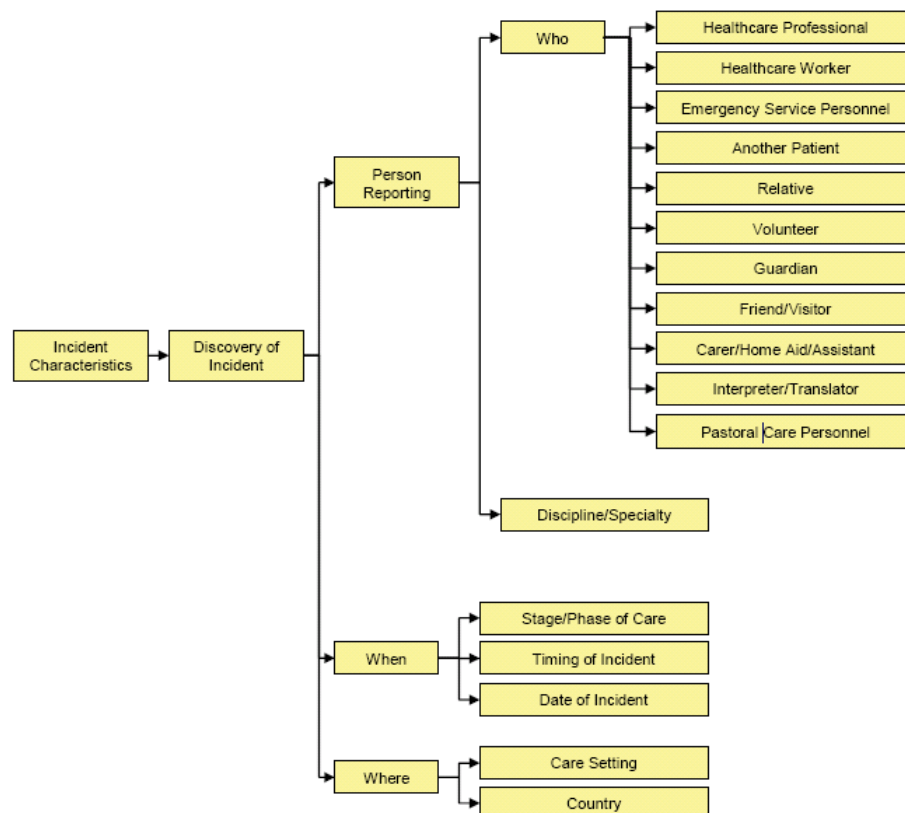 Who
Healthcare Professional
Healthcare Worker
Emergency Service Personnel
Another Patient
Person
Reporting
Relative
Volunteer
Guardian
Friend/Visitor
Incident
Characteristics
Discovery of
Incident
Carer/Home Aid/Assistant
Interpreter/Translator
Pastoral Care Personnel
Discipline/Specialty
When
Stage/Phase of Care
Timing of Incident
Date of Incident
Where
Care Setting
Country